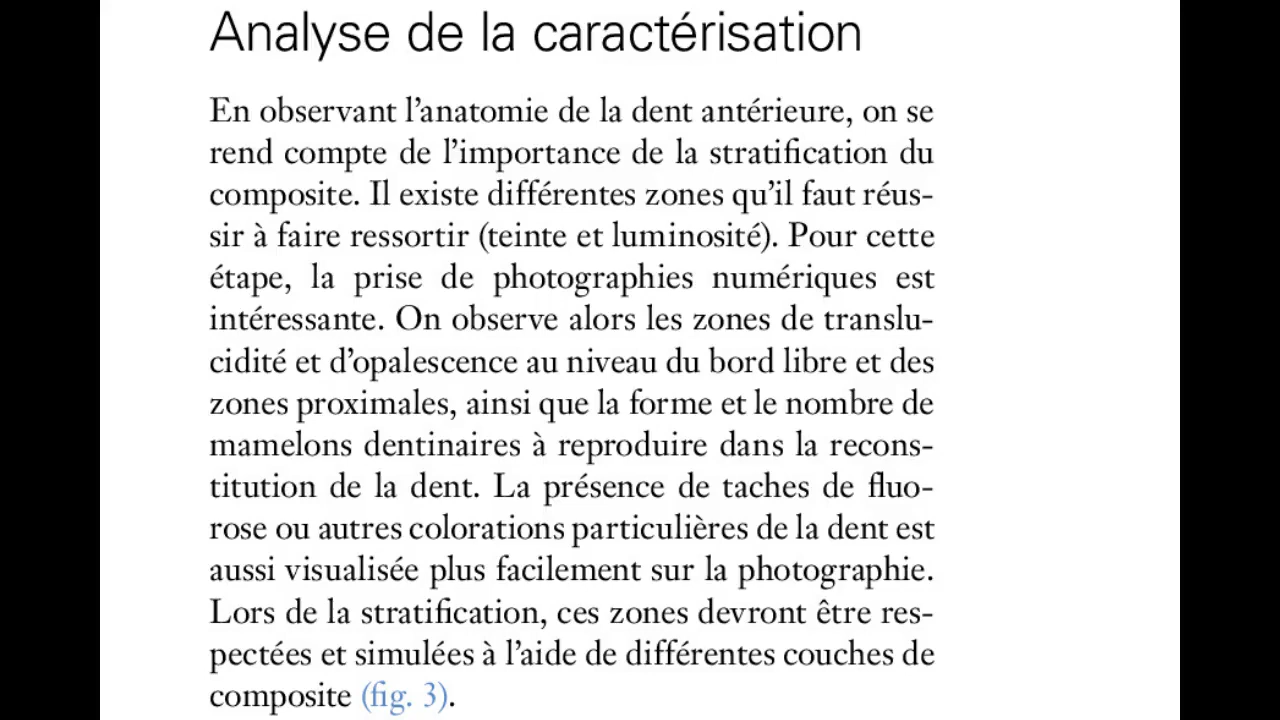 Analyse de la caractérisation
En observant l’anatomie de la dent antérieure, on se
rend compte de l’importance de la stratification du
composite. Il existe différentes zones qu’il faut réus-
sir à faire ressortir (teinte et luminosité). Pour cette
étape, la prise de photographies numériques est
intéressante. On observe alors les zones de translu-
cidité et d’opalescence au niveau du bord libre et des
zones proximales, ainsi que la forme et le nombre de
mamelons dentinaires à reproduire dans la recons-
titution de la dent. La présence de taches de fluo-
rose ou autres colorations particulières de la dent est
aussi visualisée plus facilement sur la photographie.
Lors de la stratification, ces zones devront être res-
pectées et simulées à l’aide de différentes couches de
composite (fig. 3).